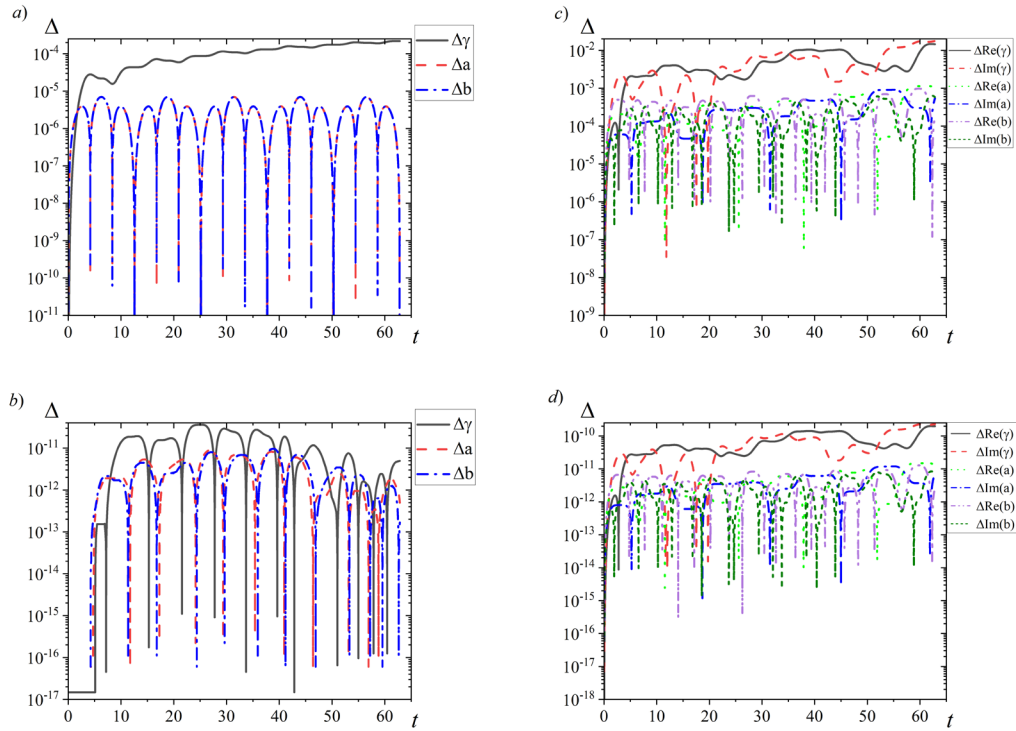 a)
Δ
10⁻⁴
10⁻⁵
10⁻⁶
10⁻⁷
10⁻⁸
10⁻⁹
10⁻¹⁰
10⁻¹¹
0 10 20 30 40 50 60 t
Δγ
Δa
Δb
c)
Δ
10⁻²
10⁻³
10⁻⁴
10⁻⁵
10⁻⁶
10⁻⁷
10⁻⁸
10⁻⁹
0 10 20 30 40 50 60 t
ΔRe(γ)
ΔIm(γ)
ΔRe(a)
ΔIm(a)
ΔRe(b)
ΔIm(b)
b)
Δ
10⁻¹¹
10⁻¹²
10⁻¹³
10⁻¹⁴
10⁻¹⁵
10⁻¹⁶
10⁻¹⁷
0 10 20 30 40 50 60 t
Δγ
Δa
Δb
d)
Δ
10⁻¹⁰
10⁻¹¹
10⁻¹²
10⁻¹³
10⁻¹⁴
10⁻¹⁵
10⁻¹⁶
10⁻¹⁷
10⁻¹⁸
0 10 20 30 40 50 60 t
ΔRe(γ)
ΔIm(γ)
ΔRe(a)
ΔIm(a)
ΔRe(b)
ΔIm(b)